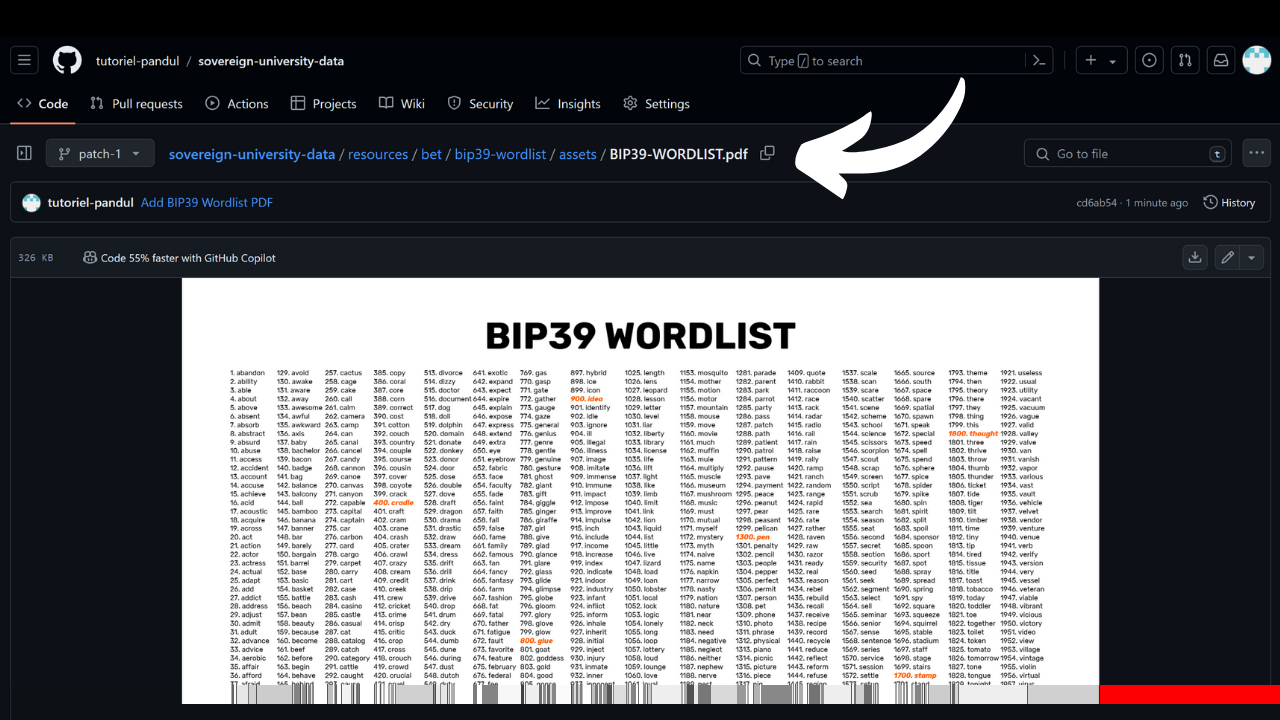 tutoriel-pandul / sovereign-university-data
Type / to search
Code Pull requests Actions Projects Wiki Security Insights Settings
patch-1 sovereign-university-data / resources / bet / bip39-wordlist / assets / BIP39-WORDLIST.pdf Go to file t
tutoriel-pandul Add BIP39 Wordlist PDF cd6ab54 · 1 minute ago History
326 KB Code 55% faster with GitHub Copilot
BIP39 WORDLIST
1. abandon 129. avoid 257. cactus 385. copy 513. divorce 641. exotic 769. gas 897. hybrid 1025. length 1153. mosquito 1281. parade 1409. quote 1537. scale 1665. source 1793. theme 1921. useless
2. ability 130. awake 258. cage 386. coral 514. dizzy 642. expand 770. gasp 898. ice 1026. lens 1154. mother 1282. parent 1410. rabbit 1538. scan 1666. south 1794. then 1922. usual
3. able 131. aware 259. cake 387. core 515. doctor 643. expect 771. gate 899. icon 1027. leopard 1155. motion 1283. park 1411. raccoon 1539. scare 1667. space 1795. theory 1923. utility
4. about 132. away 260. call 388. corn 516. document 644. expire 772. gather 900. idea 1028. lesson 1156. motor 1284. parrot 1412. race 1540. scatter 1668. spare 1796. there 1924. vacant
5. above 133. awesome 261. calm 389. correct 517. dog 645. explain 773. gauge 901. identify 1029. letter 1157. mountain 1285. party 1413. rack 1541. scene 1669. spatial 1797. they 1925. vacuum
6. absent 134. awful 262. camera 390. cost 518. doll 646. expose 774. gaze 902. idle 1030. level 1158. mouse 1286. pass 1414. radar 1542. scheme 1670. spawn 1798. thing 1926. vague
7. absorb 135. awkward 263. camp 391. cotton 519. dolphin 647. express 775. general 903. ignore 1031. liar 1159. move 1287. patch 1415. radio 1543. school 1671. speak 1799. this 1927. valid
8. abstract 136. axis 264. can 392. couch 520. domain 648. extend 776. genius 904. ill 1032. liberty 1160. movie 1288. path 1416. rail 1544. science 1672. special 1800. thought 1928. valley
9. absurd 137. baby 265. canal 393. country 521. donate 649. extra 777. genre 905. illegal 1033. library 1161. much 1289. patient 1417. rain 1545. scissors 1673. speed 1801. three 1929. valve
10. abuse 138. bachelor 266. cancel 394. couple 522. donkey 650. eye 778. gentle 906. illness 1034. license 1162. muffin 1290. patrol 1418. raise 1546. scorpion 1674. spell 1802. thrive 1930. van
11. access 139. bacon 267. candy 395. course 523. donor 651. eyebrow 779. genuine 907. image 1035. life 1163. mule 1291. pattern 1419. rally 1547. scout 1675. spend 1803. throw 1931. vanish
12. accident 140. badge 268. cannon 396. cousin 524. door 652. fabric 780. gesture 908. imitate 1036. lift 1164. multiply 1292. pause 1420. ramp 1548. scrap 1676. sphere 1804. thumb 1932. vapor
13. account 141. bag 269. canoe 397. cover 525. dose 653. face 781. ghost 909. immense 1037. light 1165. muscle 1293. pave 1421. ranch 1549. screen 1677. spice 1805. thunder 1933. various
14. accuse 142. balance 270. canvas 398. coyote 526. double 654. faculty 782. giant 910. immune 1038. like 1166. museum 1294. payment 1422. random 1550. script 1678. spider 1806. ticket 1934. vast
15. achieve 143. balcony 271. canyon 399. crack 527. dove 655. fade 783. gift 911. impact 1039. limb 1167. mushroom 1295. peace 1423. range 1551. scrub 1679. spike 1807. tide 1935. vault
16. acid 144. ball 272. capable 400. cradle 528. draft 656. faint 784. giggle 912. impose 1040. limit 1168. music 1296. peanut 1424. rapid 1552. sea 1680. spin 1808. tiger 1936. vehicle
17. acoustic 145. bamboo 273. capital 401. craft 529. dragon 657. faith 785. ginger 913. improve 1041. link 1169. must 1297. pear 1425. rare 1553. search 1681. spirit 1809. tilt 1937. velvet
18. acquire 146. banana 274. captain 402. cram 530. drama 658. fall 786. giraffe 914. impulse 1042. lion 1170. mutual 1298. peasant 1426. rate 1554. season 1682. split 1810. timber 1938. vendor
19. across 147. banner 275. car 403. crane 531. drastic 659. false 787. girl 915. inch 1043. liquid 1171. myself 1299. pelican 1427. rather 1555. seat 1683. spoil 1811. time 1939. venture
20. act 148. bar 276. carbon 404. crash 532. draw 660. fame 788. give 916. include 1044. list 1172. mystery 1300. pen 1428. raven 1556. second 1684. sponsor 1812. tiny 1940. venue
21. action 149. barely 277. card 405. crater 533. dream 661. family 789. glad 917. income 1045. little 1173. myth 1301. penalty 1429. raw 1557. secret 1685. spoon 1813. tip 1941. verb
22. actor 150. bargain 278. cargo 406. crawl 534. dress 662. famous 790. glance 918. increase 1046. live 1174. naive 1302. pencil 1430. razor 1558. section 1686. sport 1814. tired 1942. verify
23. actress 151. barrel 279. carpet 407. crazy 535. drift 663. fan 791. glare 919. index 1047. lizard 1175. name 1303. people 1431. ready 1559. security 1687. spot 1815. tissue 1943. version
24. actual 152. base 280. carry 408. cream 536. drill 664. fancy 792. glass 920. indicate 1048. load 1176. napkin 1304. pepper 1432. real 1560. seed 1688. spray 1816. title 1944. very
25. adapt 153. basic 281. cart 409. credit 537. drink 665. fantasy 793. glide 921. indoor 1049. loan 1177. narrow 1305. perfect 1433. reason 1561. seek 1689. spread 1817. toast 1945. vessel
26. add 154. basket 282. case 410. creek 538. drip 666. farm 794. glimpse 922. industry 1050. lobster 1178. nasty 1306. permit 1434. rebel 1562. segment 1690. spring 1818. tobacco 1946. veteran
27. addict 155. battle 283. cash 411. crew 539. drive 667. fashion 795. globe 923. infant 1051. local 1179. nation 1307. person 1435. rebuild 1563. select 1691. spy 1819. today 1947. viable
28. address 156. beach 284. casino 412. cricket 540. drop 668. fat 796. gloom 924. inflict 1052. lock 1180. nature 1308. pet 1436. recall 1564. sell 1692. square 1820. toddler 1948. vibrant
29. adjust 157. bean 285. castle 413. crime 541. drum 669. fatal 797. glory 925. inform 1053. logic 1181. near 1309. phone 1437. receive 1565. seminar 1693. squeeze 1821. toe 1949. vicious
30. admit 158. beauty 286. casual 414. crisp 542. dry 670. father 798. glove 926. inhale 1054. lonely 1182. neck 1310. photo 1438. recipe 1566. senior 1694. squirrel 1822. together 1950. victory
31. adult 159. because 287. cat 415. critic 543. duck 671. fatigue 799. glow 927. inherit 1055. long 1183. need 1311. phrase 1439. record 1567. sense 1695. stable 1823. toilet 1951. video
32. advance 160. become 288. catalog 416. crop 544. dumb 672. fault 800. glue 928. initial 1056. loop 1184. negative 1312. physical 1440. recycle 1568. sentence 1696. stadium 1824. token 1952. view
33. advice 161. beef 289. catch 417. cross 545. dune 673. favorite 801. goat 929. inject 1057. lottery 1185. neglect 1313. piano 1441. reduce 1569. series 1697. staff 1825. tomato 1953. village
34. aerobic 162. before 290. category 418. crouch 546. during 674. feature 802. goddess 930. injury 1058. loud 1186. neither 1314. picnic 1442. reflect 1570. service 1698. stage 1826. tomorrow 1954. vintage
35. affair 163. begin 291. cattle 419. crowd 547. dust 675. february 803. gold 931. inmate 1059. lounge 1187. nephew 1315. picture 1443. reform 1571. session 1699. stairs 1827. tone 1955. violin
36. afford 164. behave 292. caught 420. crucial 548. dutch 676. federal 804. good 932. inner 1060. love 1188. nerve 1316. piece 1444. refuse 1572. settle 1700. stamp 1828. tongue 1956. virtual